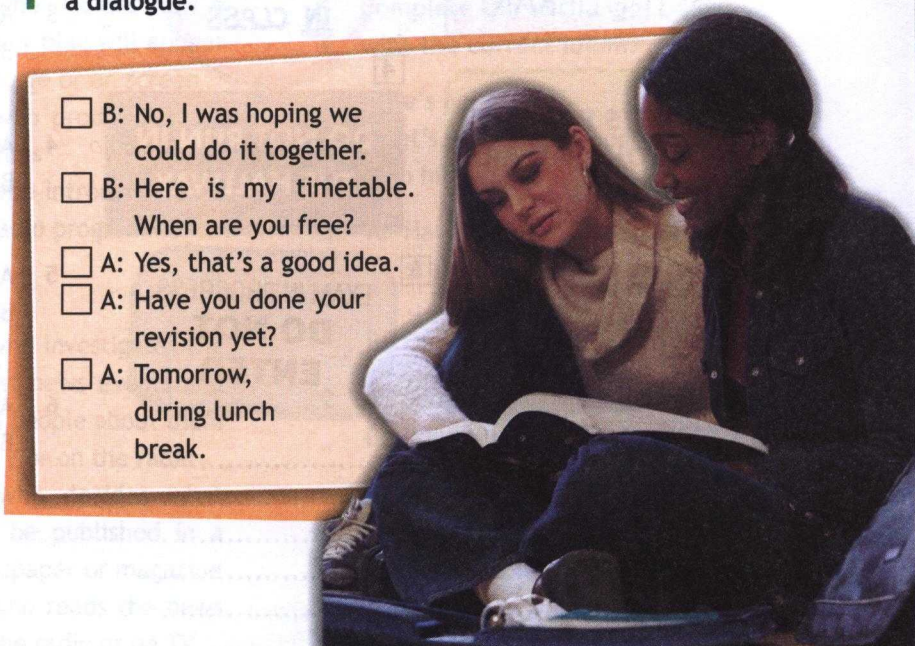 a dialogue.
B: No, I was hoping we
could do it together.
B: Here is my timetable.
When are you free?
A: Yes, that's a good idea.
A: Have you done your
revision yet?
A: Tomorrow,
during lunch
break.